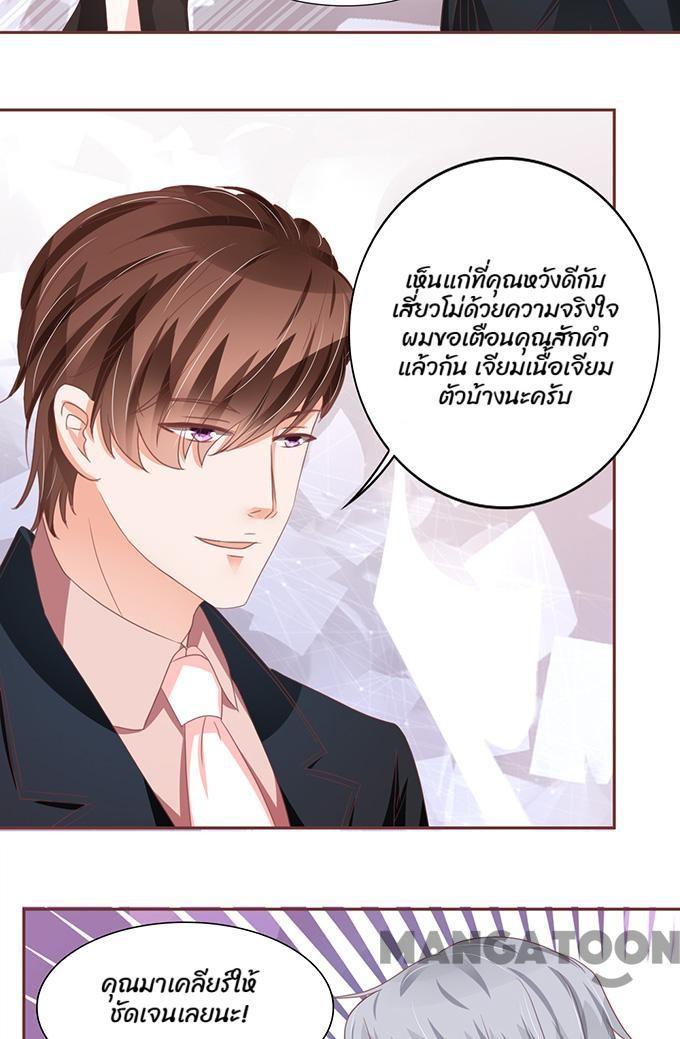 เห็นแก่ที่คุณหวังดีกับ
เสี่ยวโม่ด้วยความจริงใจ
ผมขอเตือนคุณสักคำ
แล้วกัน เจียมเนื้อเจียม
ตัวบ้างนะครับ
MANGATOON
คุณมาเคลียร์ให้
ชัดเจนเลยนะ!